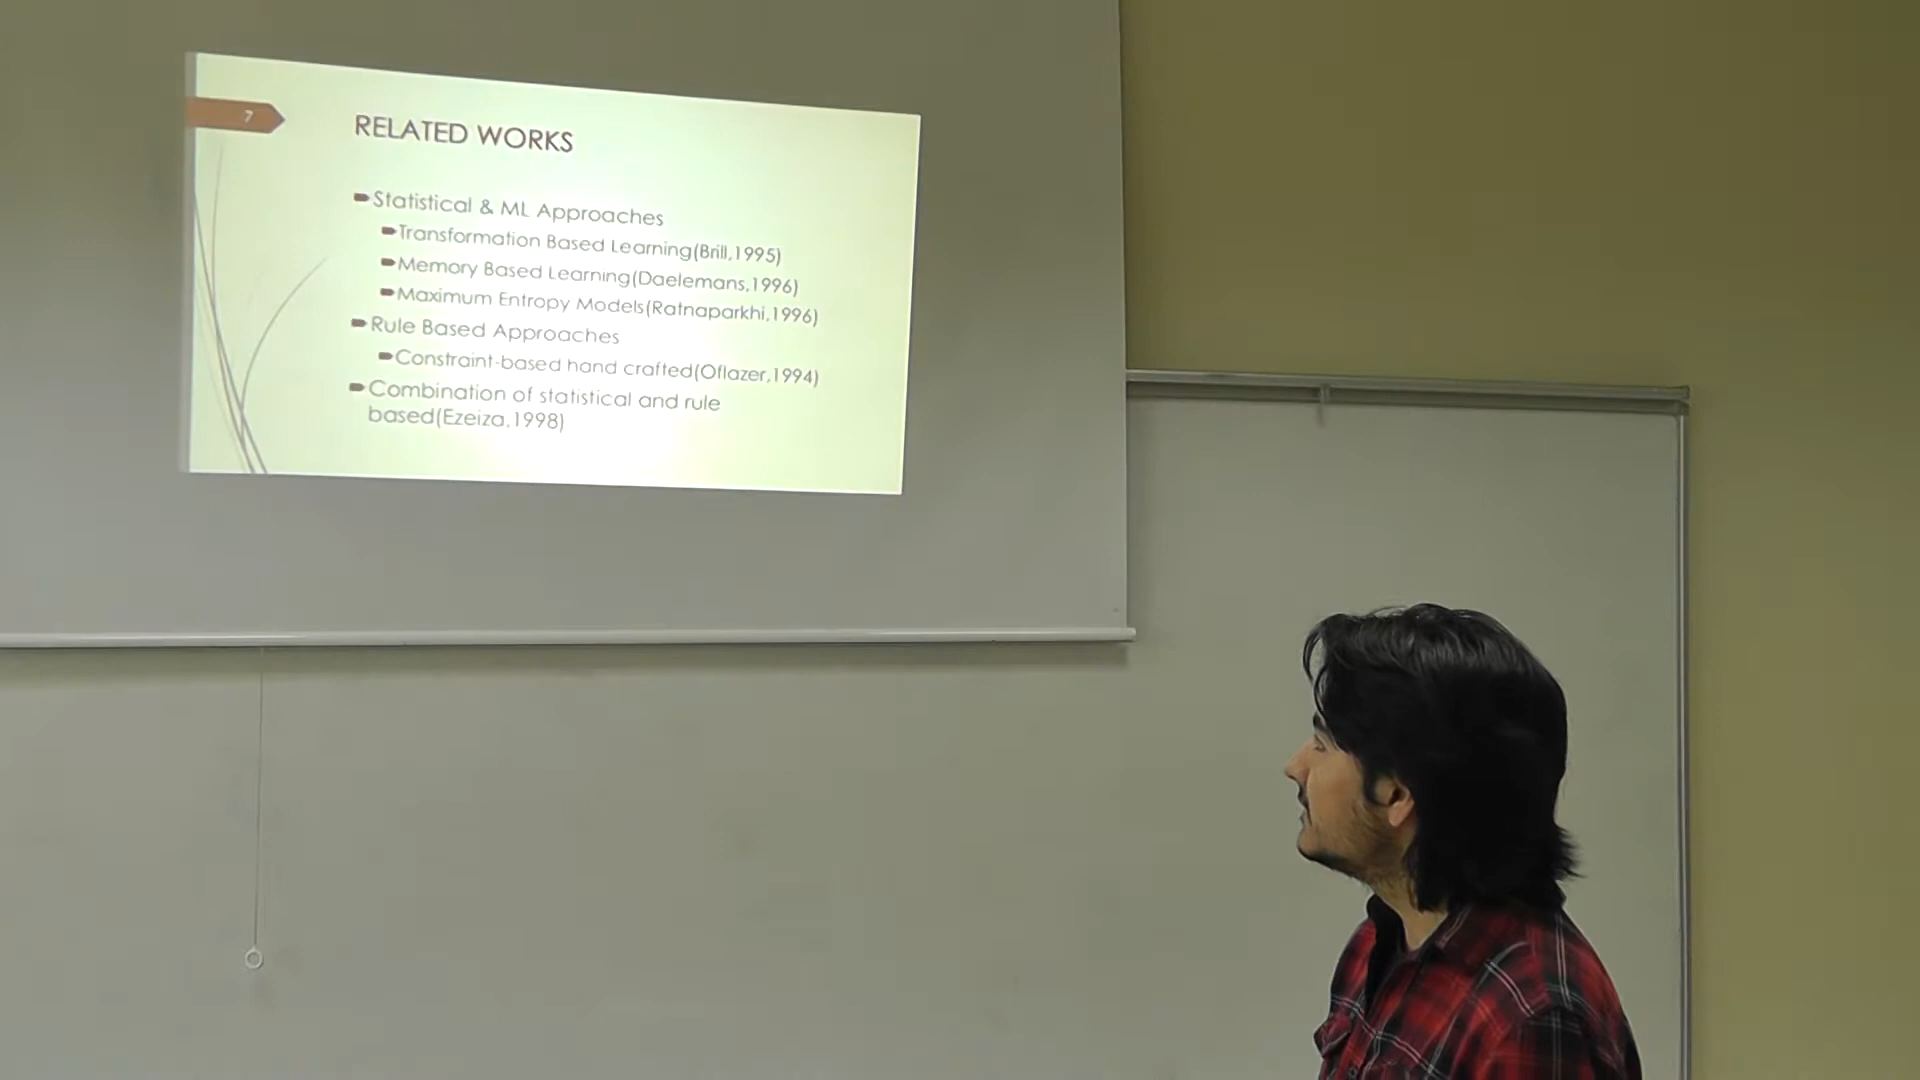 7
RELATED WORKS
Statistical & ML Approaches
Transformation Based Learning(Brill,1995)
Memory Based Learning(Daelemans,1996)
Maximum Entropy Models(Ratnaparkhi,1996)
Rule Based Approaches
Constraint-based hand crafted(Oflazer,1994)
Combination of statistical and rule
based(Ezeiza,1998)